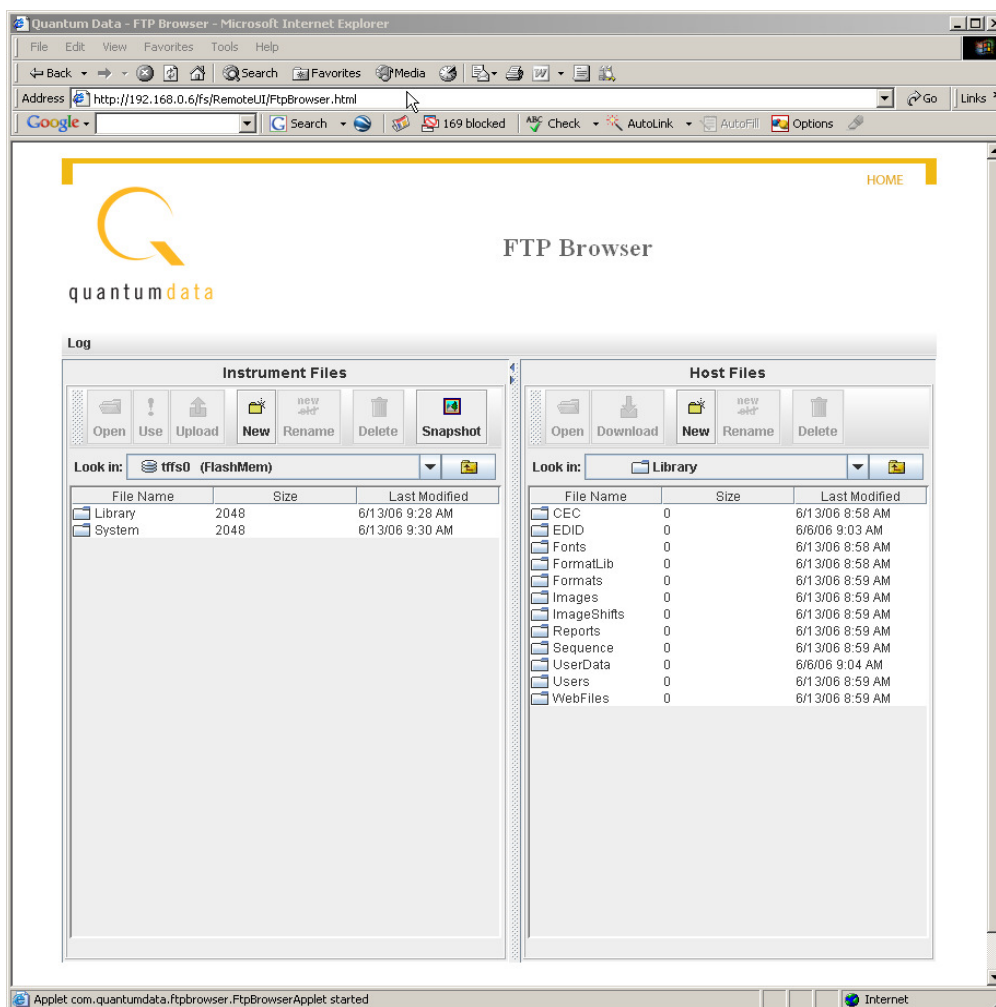 Quantum Data - FTP Browser - Microsoft Internet Explorer
File Edit View Favorites Tools Help
Back Search Favorites Media
Address http://192.168.0.6/fs/RemoteUI/FtpBrowser.html Go Links
Google Search 169 blocked ABC Check AutoLink AutoFill Options
HOME
FTP Browser
quantumdata
Log
Instrument Files
Host Files
new old
Open Use Upload New Rename Delete Snapshot
new old
Open Download New Rename Delete
Look in: tffs0 (FlashMem)
Look in: Library
File Name Size Last Modified
Library 2048 6/13/06 9:28 AM
System 2048 6/13/06 9:30 AM
File Name Size Last Modified
CEC 0 6/13/06 8:58 AM
EDID 0 6/6/06 9:03 AM
Fonts 0 6/13/06 8:58 AM
FormatLib 0 6/13/06 8:58 AM
Formats 0 6/13/06 8:59 AM
Images 0 6/13/06 8:59 AM
ImageShifts 0 6/13/06 8:59 AM
Reports 0 6/13/06 8:59 AM
Sequence 0 6/13/06 8:59 AM
UserData 0 6/6/06 9:04 AM
Users 0 6/13/06 8:59 AM
WebFiles 0 6/13/06 8:59 AM
Applet com.quantumdata.ftpbrowser.FtpBrowserApplet started Internet